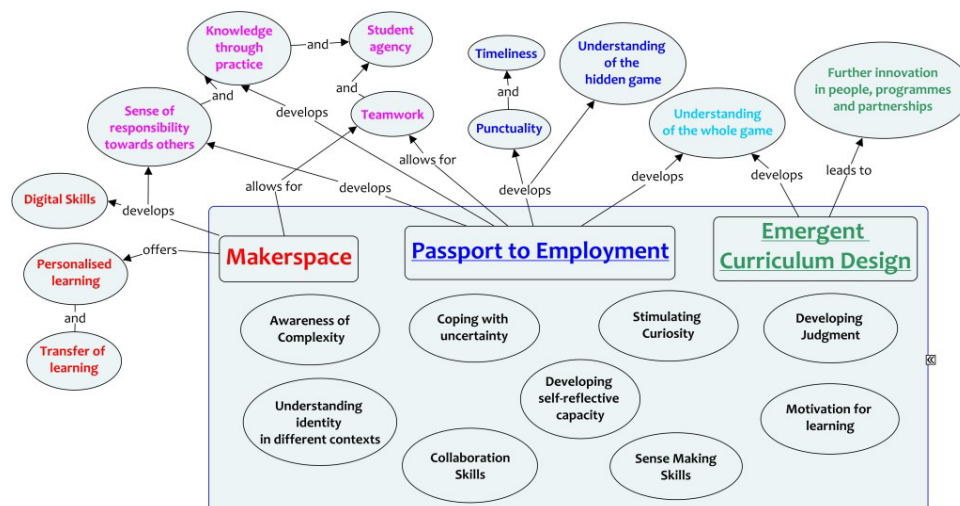 Knowledge
through
practice
and
Student
agency
and
and
Sense of
responsibility
towards others
Teamwork
develops
allows for
Timeliness
and
Punctuality
Understanding
of the
hidden game
Understanding
of the whole game
Further innovation
in people, programmes
and partnerships
Digital Skills
develops
allows for
develops
develops
develops
develops
leads to
offers
Personalised
learning
and
Transfer of
learning
Makerspace
Passport to Employment
Emergent
Curriculum Design
Awareness of
Complexity
Coping with
uncertainty
Stimulating
Curiosity
Developing
Judgment
Developing
self-reflective
capacity
Understanding
identity
in different contexts
Motivation for
learning
Collaboration
Skills
Sense Making
Skills